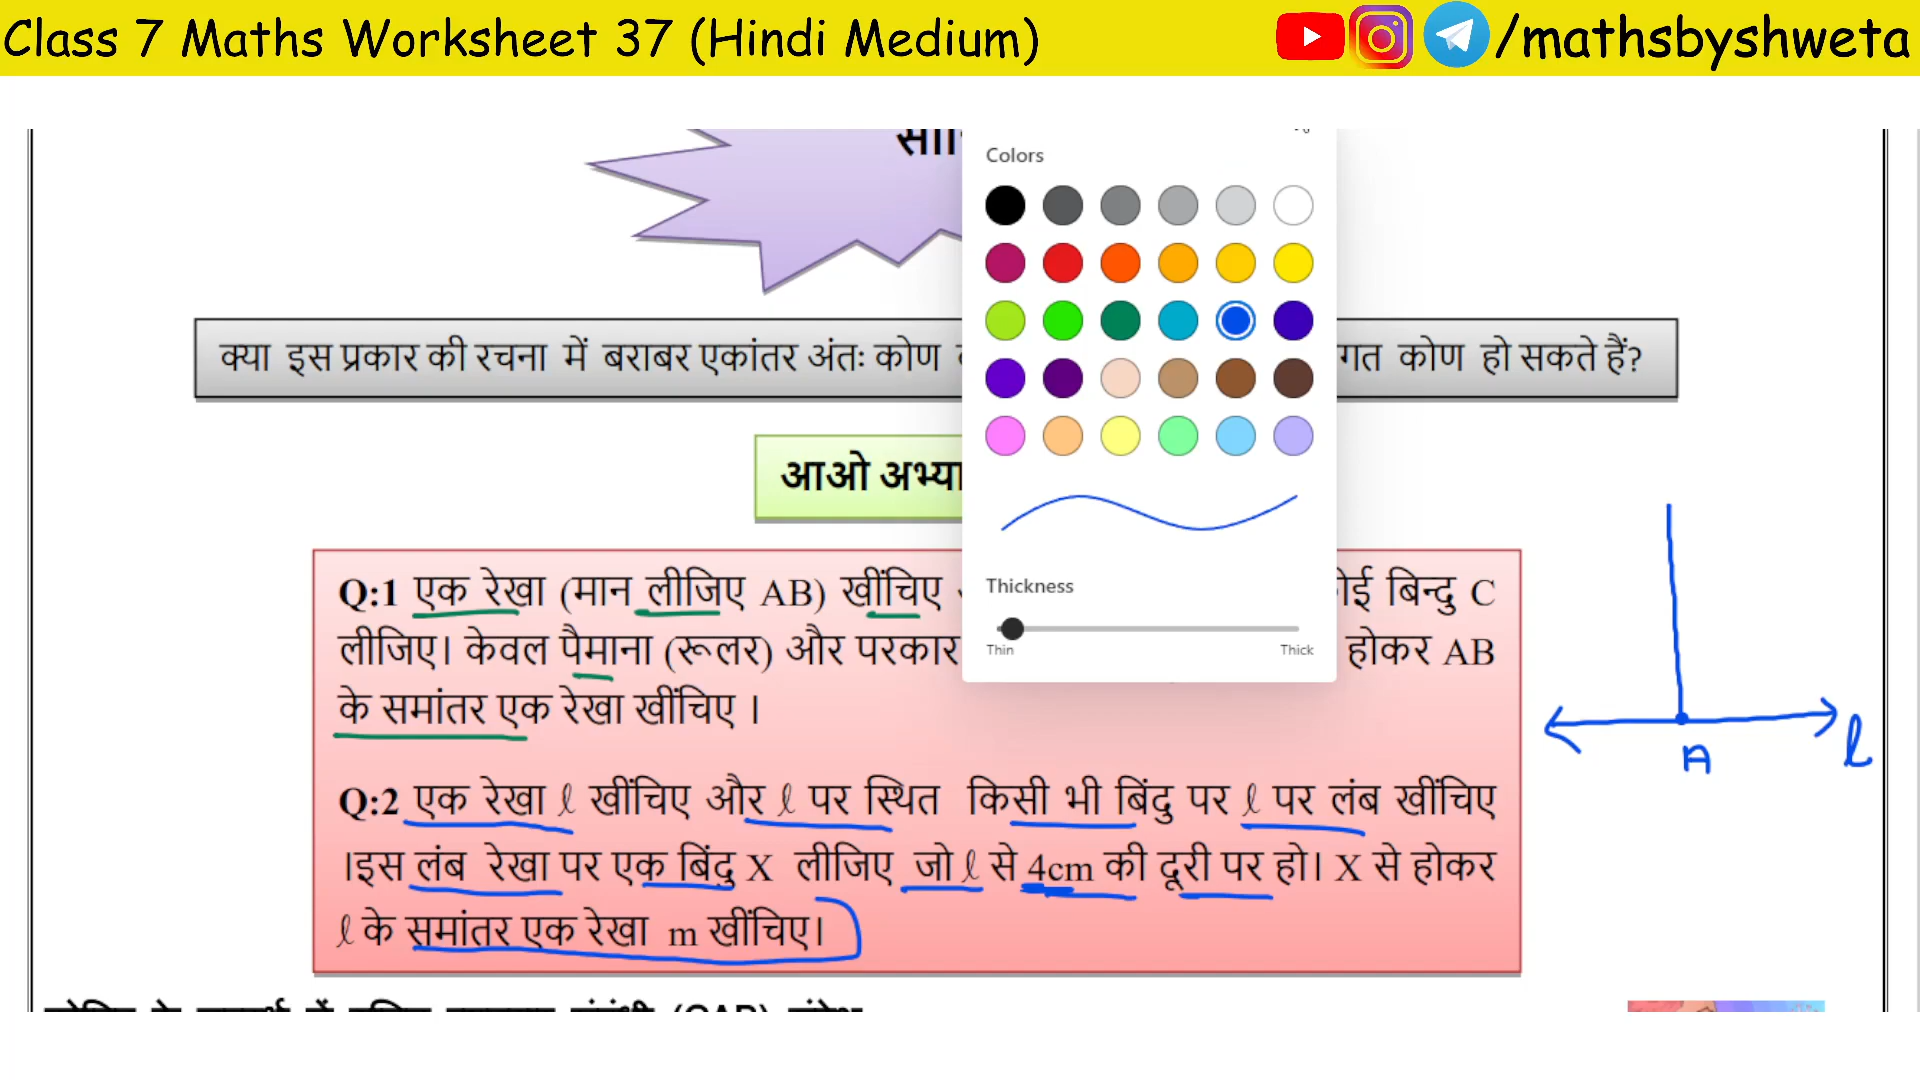 Class 7 Maths Worksheet 37 (Hindi Medium)
/mathsbyshweta
Colors
क्या इस प्रकार की रचना में बराबर एकांतर अंतः कोण
गत कोण हो सकते हैं?
आओ
Thickness
Thin
Thick
Q:1 एक रेखा (मान लीजिए AB) खींचिए
बिन्दु C
लीजिए। केवल पैमाना (रूलर) और परकार
होकर AB
के समांतर एक रेखा खींचिए ।
Q:2 एक रेखा ℓ खींचिए और ℓ पर स्थित किसी भी बिंदु पर ℓ पर लंब खींचिए
।इस लंब रेखा पर एक बिंदु X लीजिए जो ℓ से 4cm की दूरी पर हो। X से होकर
ℓ के समांतर एक रेखा m खींचिए।
A
l